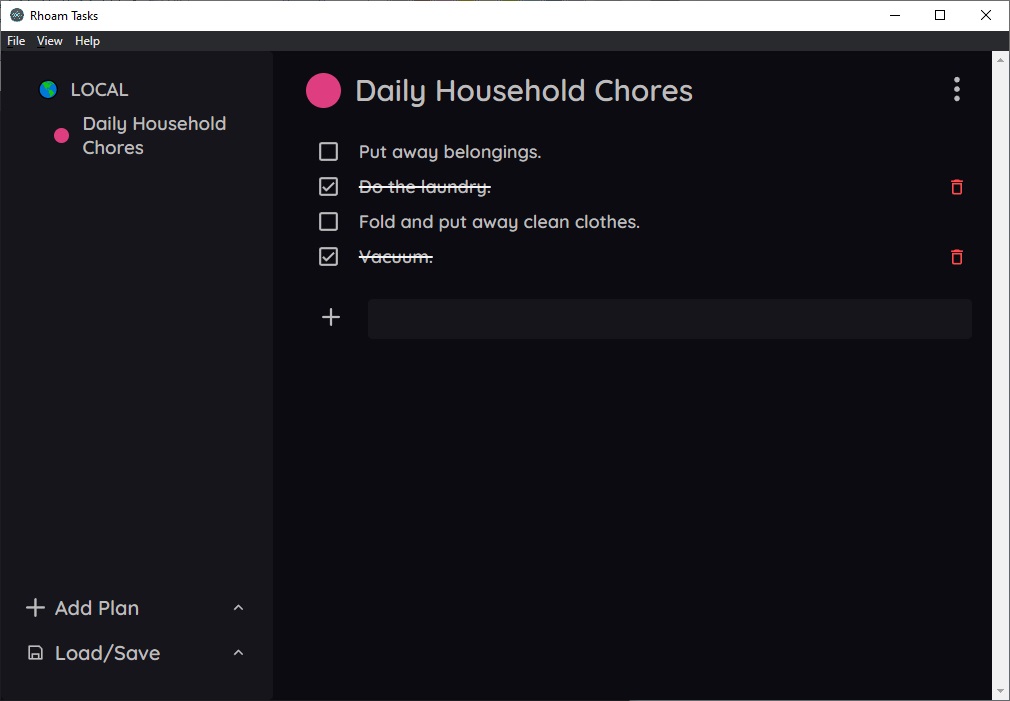 Rhoam Tasks
File View Help
LOCAL
Daily Household
Chores
Add Plan
Load/Save
Daily Household Chores
Put away belongings.
Do the laundry.
Fold and put away clean clothes.
Vacuum.